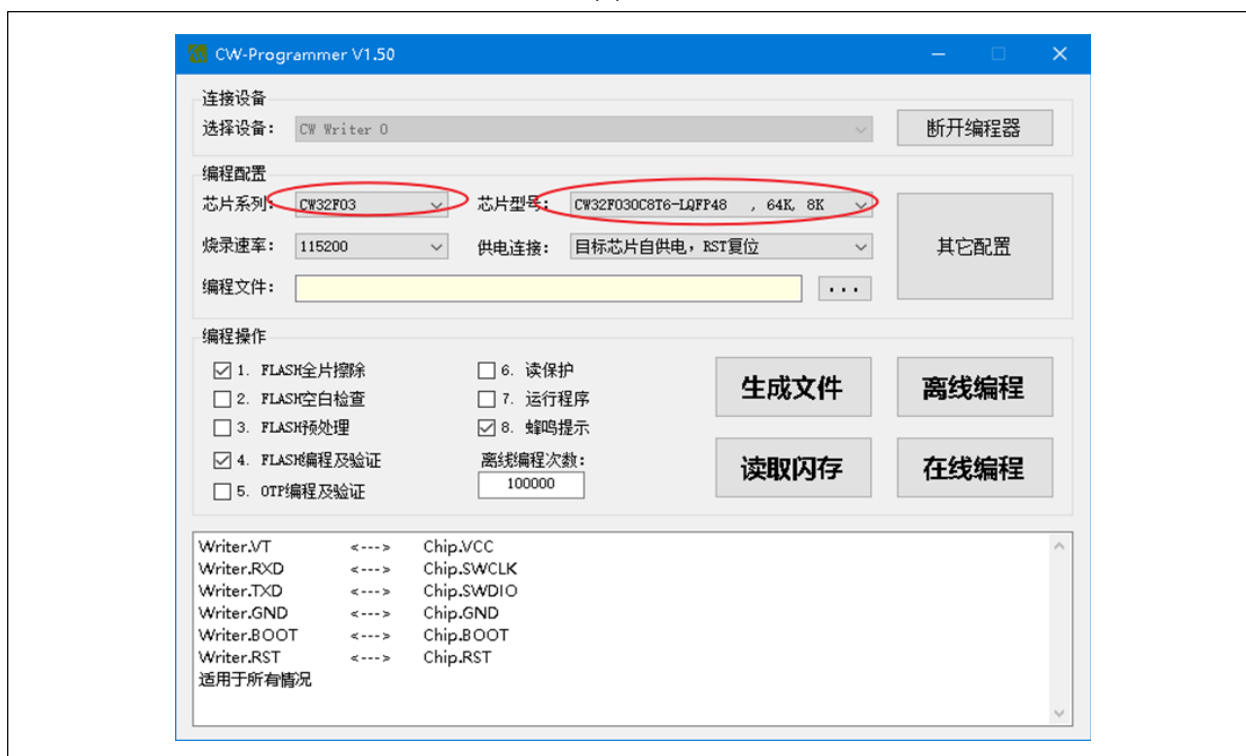 CW-Programmer V1.50
连接设备
选择设备： CW Writer 0 断开编程器
编程配置
芯片系列： CW32F03 芯片型号： CW32F030C8T6-LQFP48 , 64K, 8K
烧录速率： 115200 供电连接： 目标芯片自供电，RST复位 其它配置
编程文件： ...
编程操作
1. FLASH全片擦除 6. 读保护
2. FLASH空白检查 7. 运行程序 生成文件 离线编程
3. FLASH预处理 8. 蜂鸣提示
4. FLASH编程及验证 离线编程次数： 读取闪存 在线编程
5. OTP编程及验证 100000
Writer.VT <---> Chip.VCC
Writer.RXD <---> Chip.SWCLK
Writer.TXD <---> Chip.SWDIO
Writer.GND <---> Chip.GND
Writer.BOOT <---> Chip.BOOT
Writer.RST <---> Chip.RST
适用于所有情况